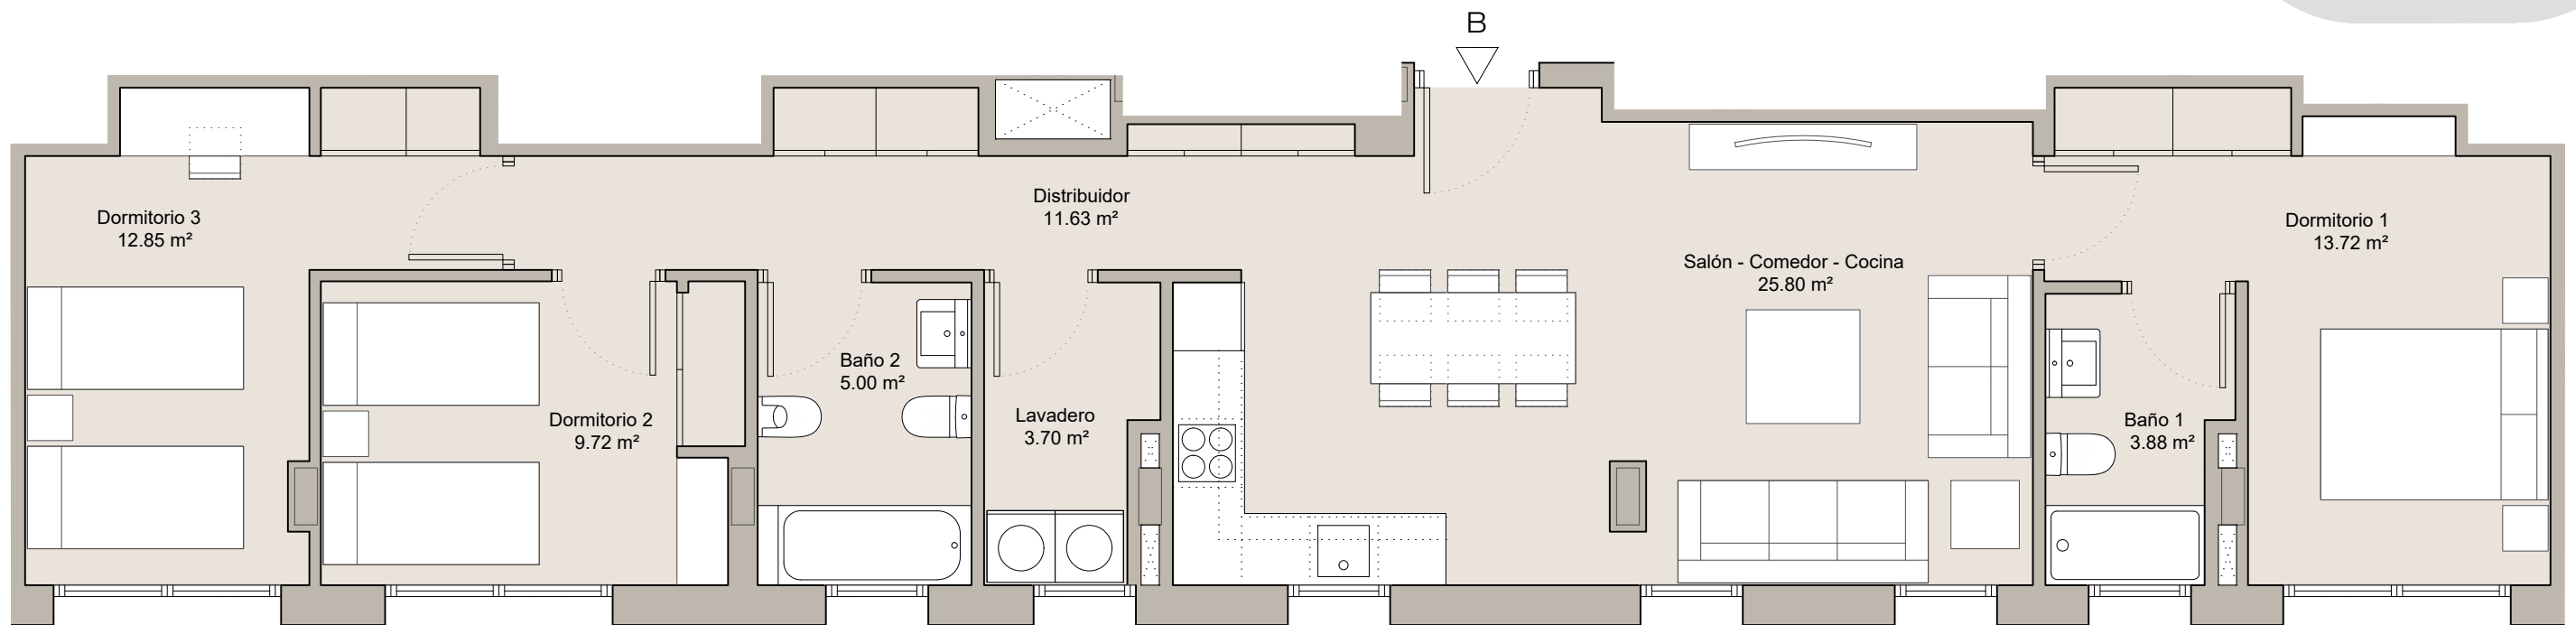 B
Dormitorio 3
12.85 m²
Distribuidor
11.63 m²
Dormitorio 1
13.72 m²
Salón - Comedor - Cocina
25.80 m²
Baño 2
5.00 m²
Dormitorio 2
9.72 m²
Lavadero
3.70 m²
Baño 1
3.88 m²